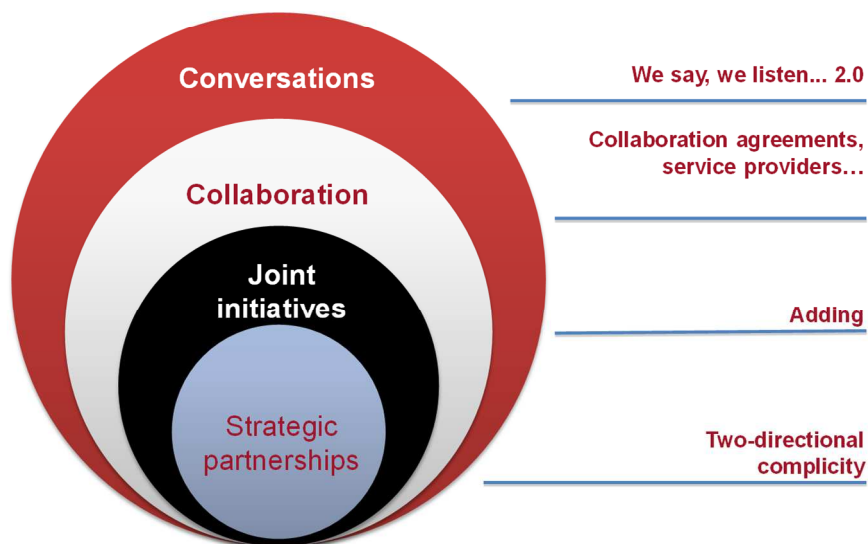 Conversations
We say, we listen... 2.0
Collaboration agreements,
service providers…
Collaboration
Joint
initiatives
Adding
Strategic
partnerships
Two-directional
complicity